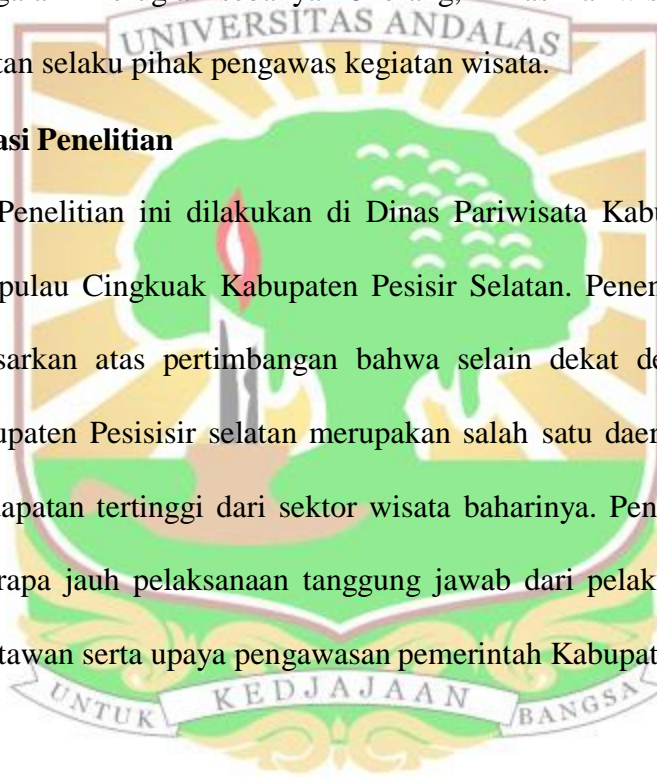 UNIVERSITAS ANDALAS
tan selaku pihak pengawas kegiatan wisata.
asi Penelitian
Penelitian ini dilakukan di Dinas Pariwisata Kabu
pulau Cingkuak Kabupaten Pesisir Selatan. Penen
sarkan atas pertimbangan bahwa selain dekat de
upaten Pesisisir selatan merupakan salah satu daer
dapatan tertinggi dari sektor wisata baharinya. Pen
rapa jauh pelaksanaan tanggung jawab dari pelak
tawan serta upaya pengawasan pemerintah Kabupat
UNTUK KEDJAJAAN BANGSA